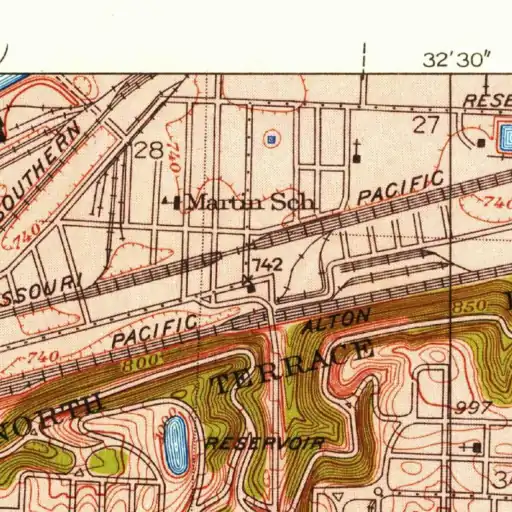 32'30"
RESE
27
28
740
SOUTHERN
Martin Sch.
PACIFIC
740
740
742
SSOURI
850
ALTON
PACIFIC
740
800
TERRACE
997
NORTH
RESERVOIR